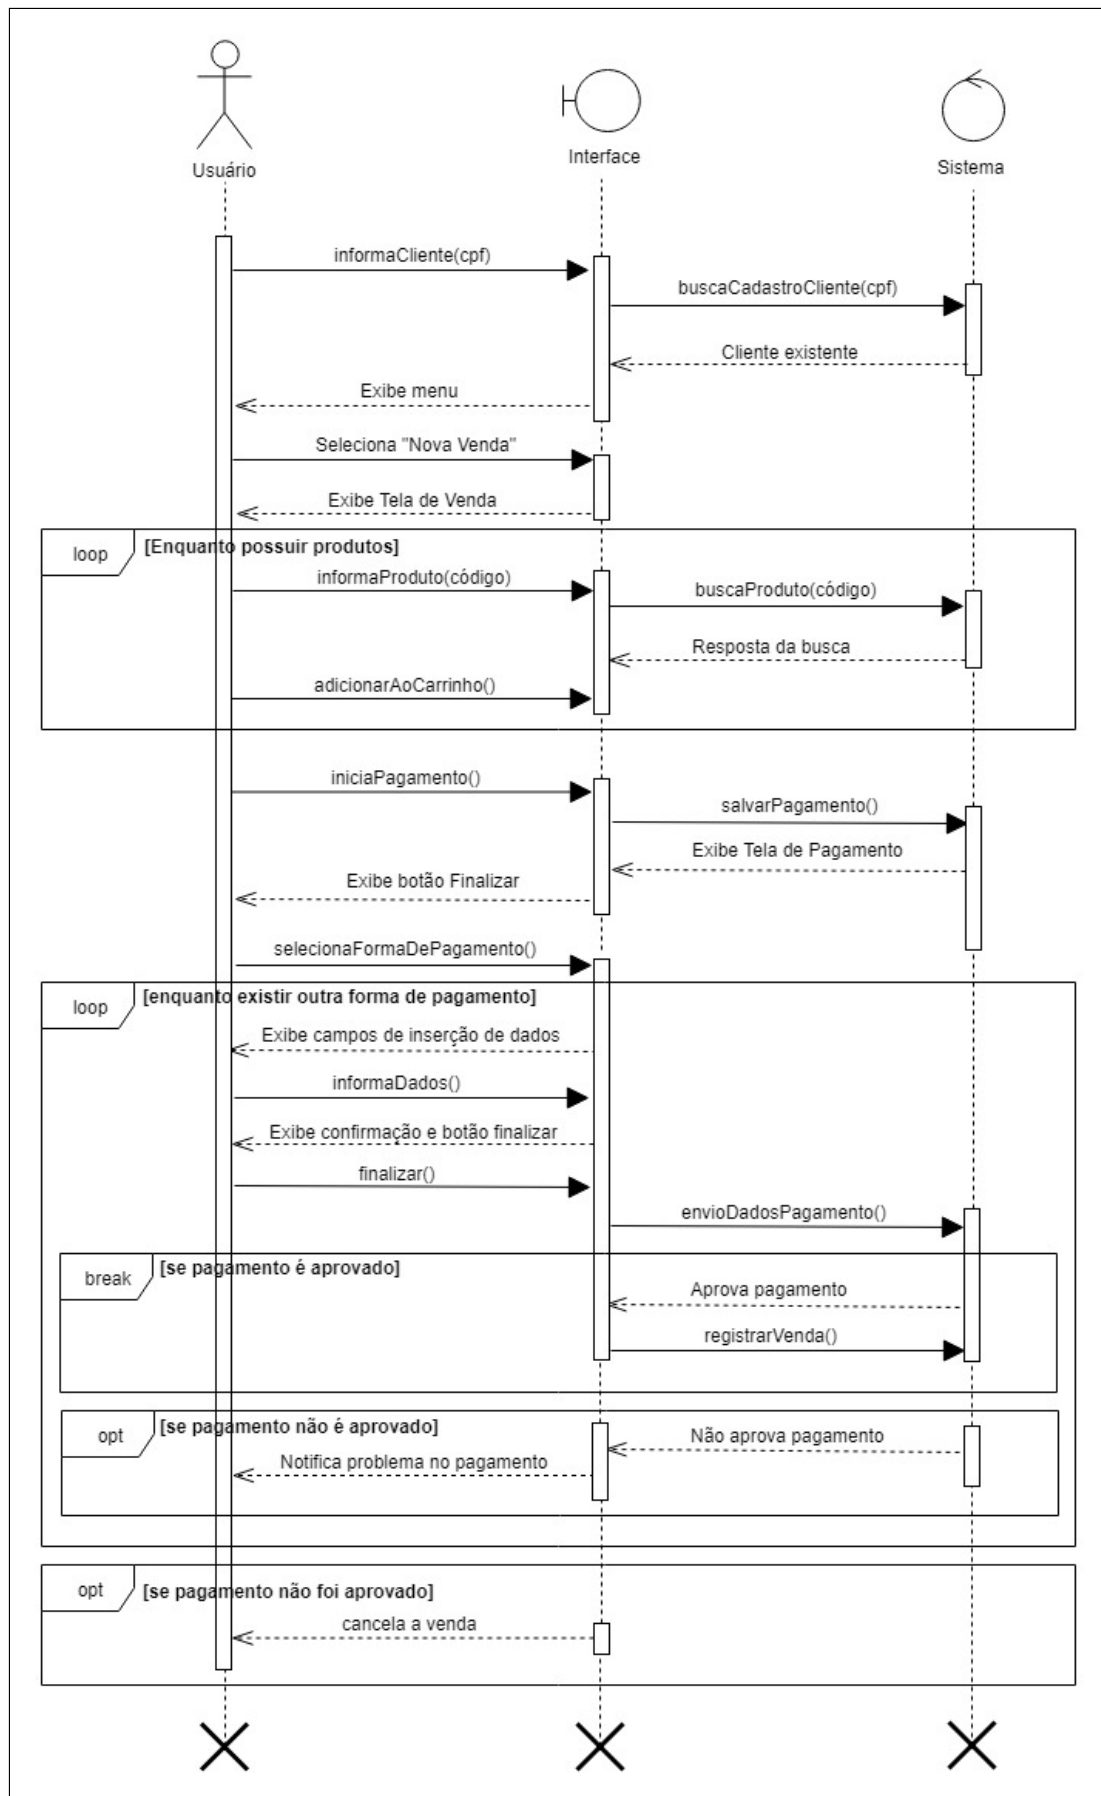 Usuário
Interface
Sistema
informaCliente(cpf)
buscaCadastroCliente(cpf)
Cliente existente
Exibe menu
Seleciona "Nova Venda"
Exibe Tela de Venda
loop
[Enquanto possuir produtos]
informaProduto(código)
buscaProduto(código)
Resposta da busca
adicionarAoCarrinho()
iniciaPagamento()
salvarPagamento()
Exibe Tela de Pagamento
Exibe botão Finalizar
selecionaFormaDePagamento()
loop
[enquanto existir outra forma de pagamento]
Exibe campos de inserção de dados
informaDados()
Exibe confirmação e botão finalizar
finalizar()
envioDadosPagamento()
break
[se pagamento é aprovado]
Aprova pagamento
registrarVenda()
opt
[se pagamento não é aprovado]
Não aprova pagamento
Notifica problema no pagamento
opt
[se pagamento não foi aprovado]
cancela a venda